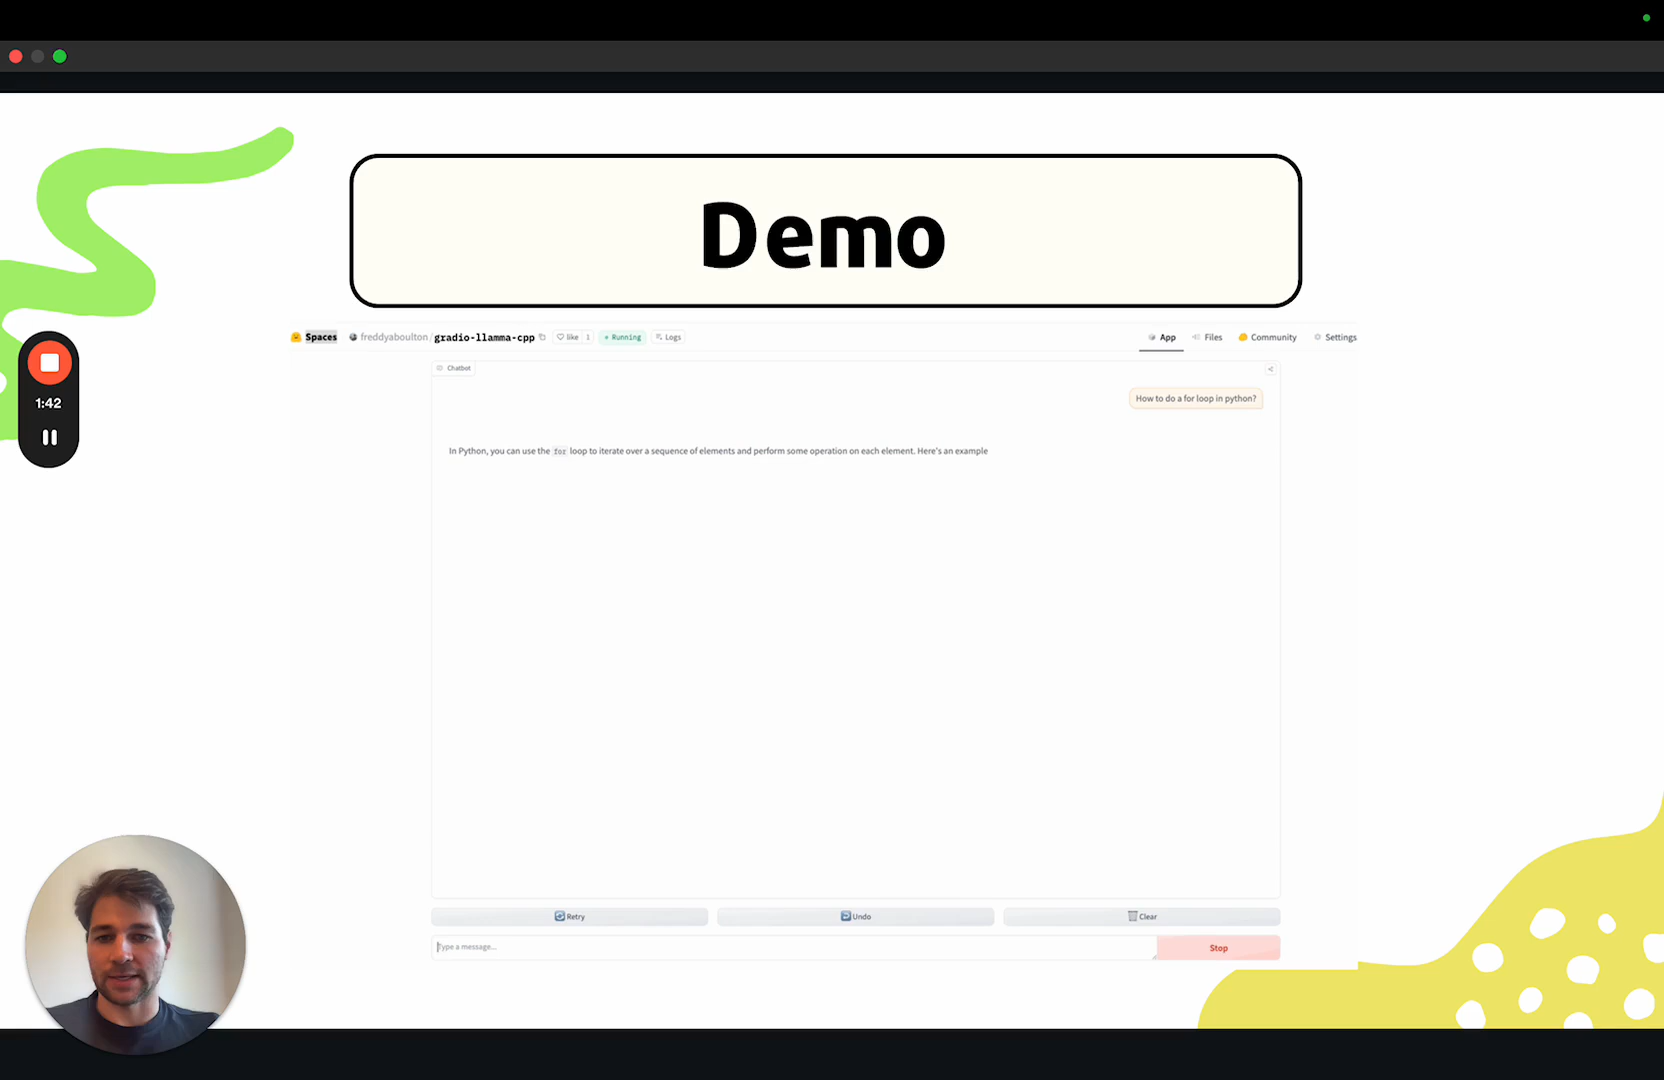 Demo
Spaces freddyaboulton/gradio-llamma-cpp like 1 Running Logs App Files Community Settings
Chatbot
How to do a for loop in python?
1:42
In Python, you can use the for loop to iterate over a sequence of elements and perform some operation on each element. Here's an example
Retry Undo Clear
Type a message... Stop